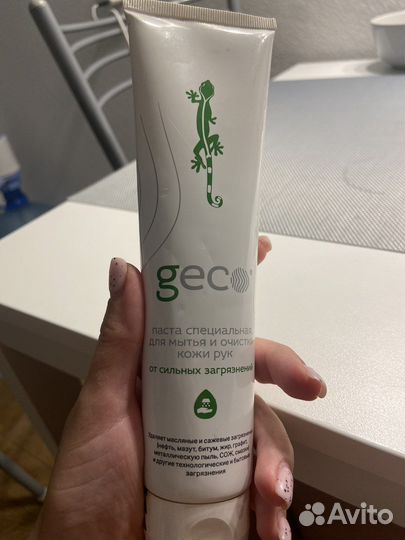 geco
паста специальная
для мытья и очистки
кожи рук
от сильных загрязнений
Удаляет масляные и сажевые загрязнения
(нефть, мазут, битум, жир, графит,
металлическую пыль, СОЖ, смазки)
и другие технологические и бытовые
загрязнения
Avito